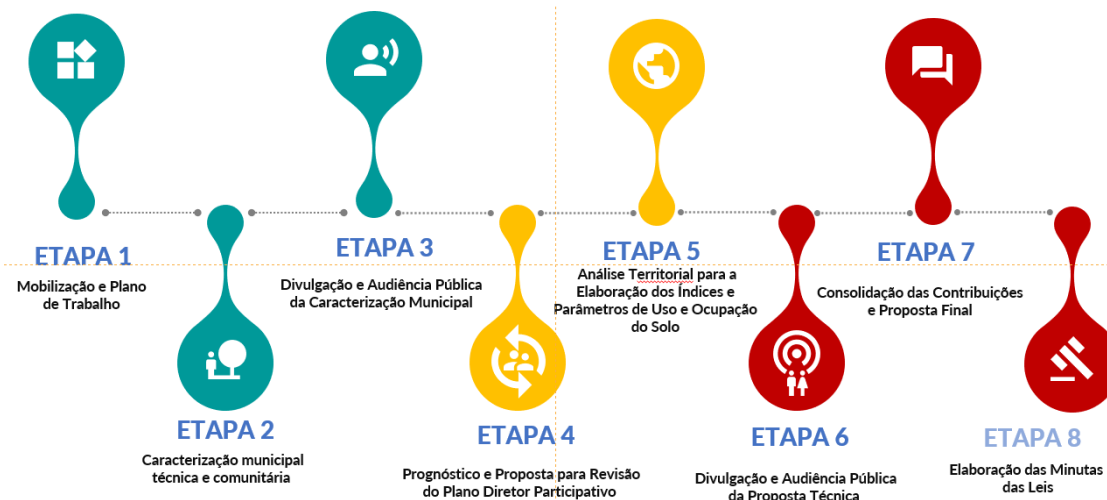 ETAPA 1
Mobilização e Plano
de Trabalho
ETAPA 2
Caracterização municipal
técnica e comunitária
ETAPA 3
Divulgação e Audiência Pública
da Caracterização Municipal
ETAPA 4
Prognóstico e Proposta para Revisão
do Plano Diretor Participativo
ETAPA 5
Análise Territorial para a
Elaboração dos Índices e
Parâmetros de Uso e Ocupação
do Solo
ETAPA 6
Divulgação e Audiência Pública
da Proposta Técnica
ETAPA 7
Consolidação das Contribuições
e Proposta Final
ETAPA 8
Elaboração das Minutas
das Leis